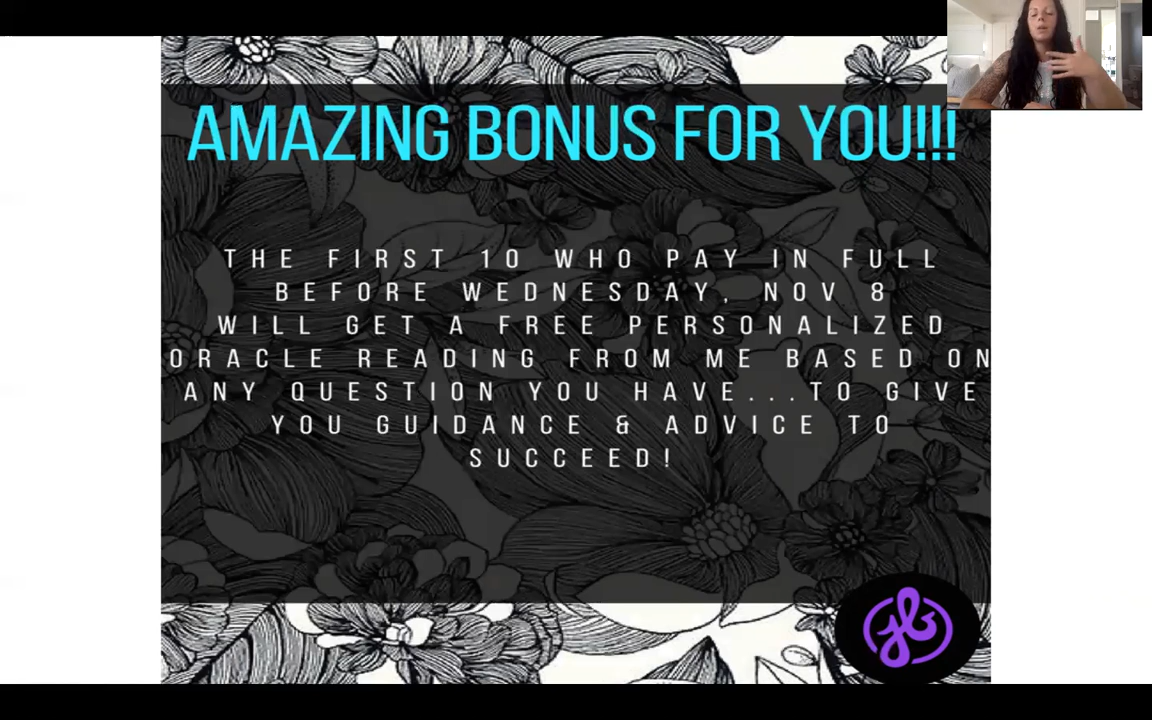 AMAZING BONUS FOR YOU!!!
THE FIRST 10 WHO PAY IN FULL
BEFORE WEDNESDAY, NOV 8
WILL GET A FREE PERSONALIZED
ORACLE READING FROM ME BASED ON
ANY QUESTION YOU HAVE...TO GIVE
YOU GUIDANCE & ADVICE TO
SUCCEED!